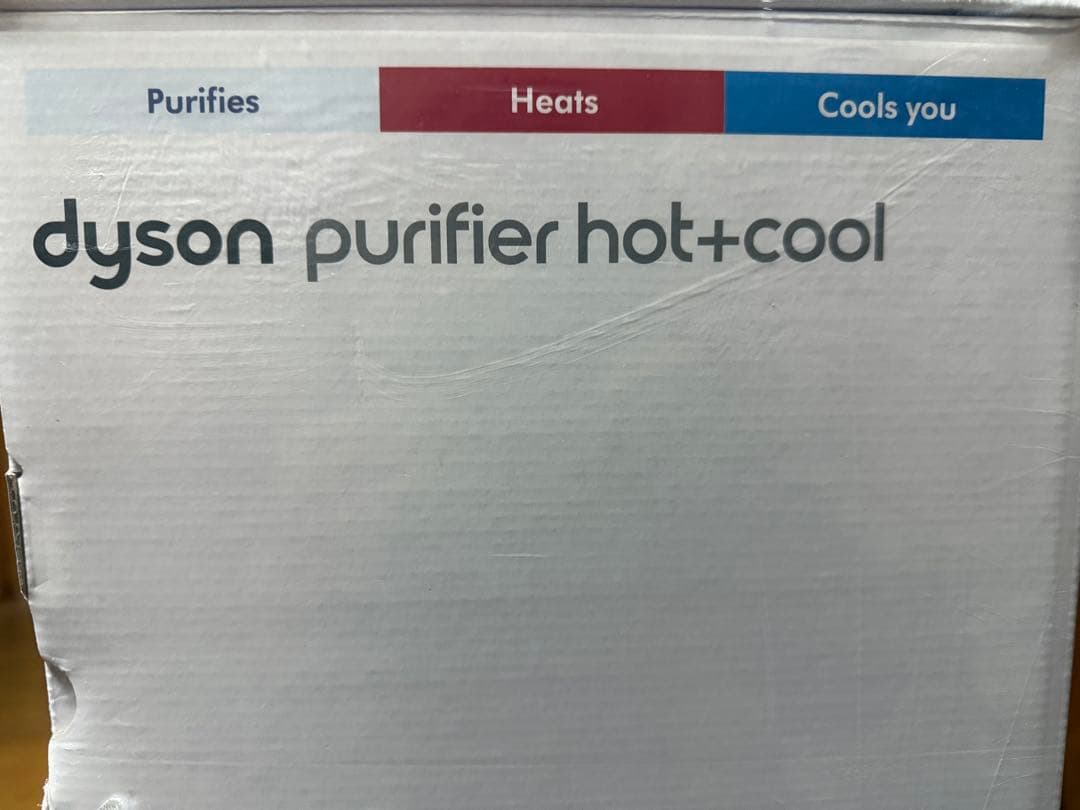 Purifies Heats Cools you
dyson purifier hot+cool